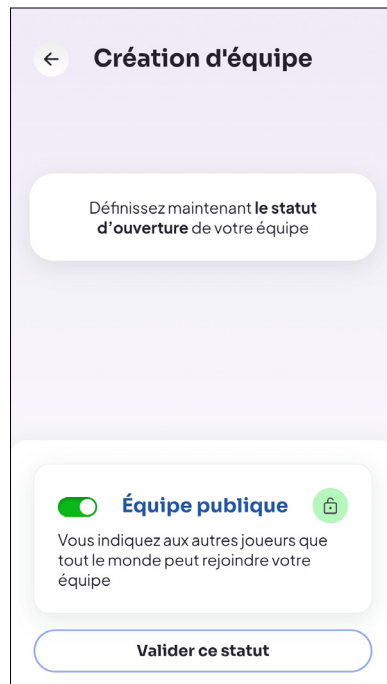 Création d'équipe
Définissez maintenant le statut
d’ouverture de votre équipe
Équipe publique
Vous indiquez aux autres joueurs que
tout le monde peut rejoindre votre
équipe
Valider ce statut